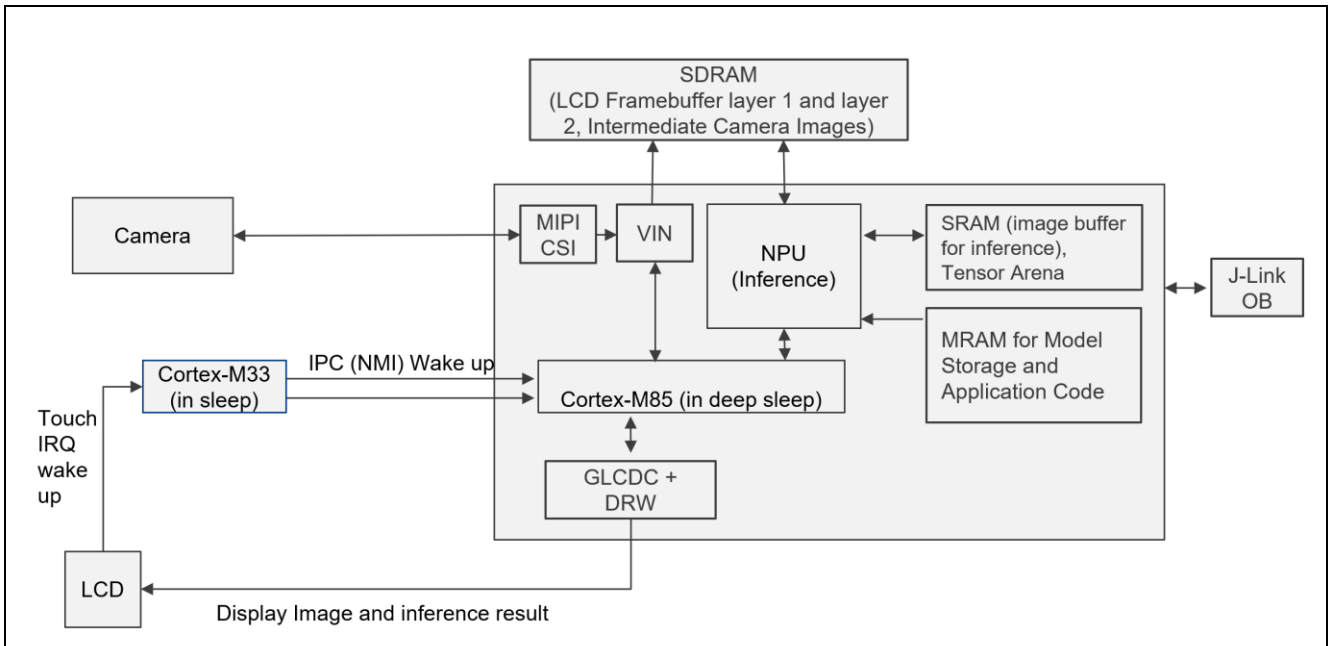 SDRAM
(LCD Framebuffer layer 1 and layer
2, Intermediate Camera Images)
Camera
MIPI
CSI
VIN
NPU
(Inference)
SRAM (image buffer
for inference),
Tensor Arena
J-Link
OB
MRAM for Model
Storage and
Application Code
Cortex-M33
(in sleep)
IPC (NMI) Wake up
Cortex-M85 (in deep sleep)
Touch
IRQ
wake
up
GLCDC +
DRW
LCD
Display Image and inference result